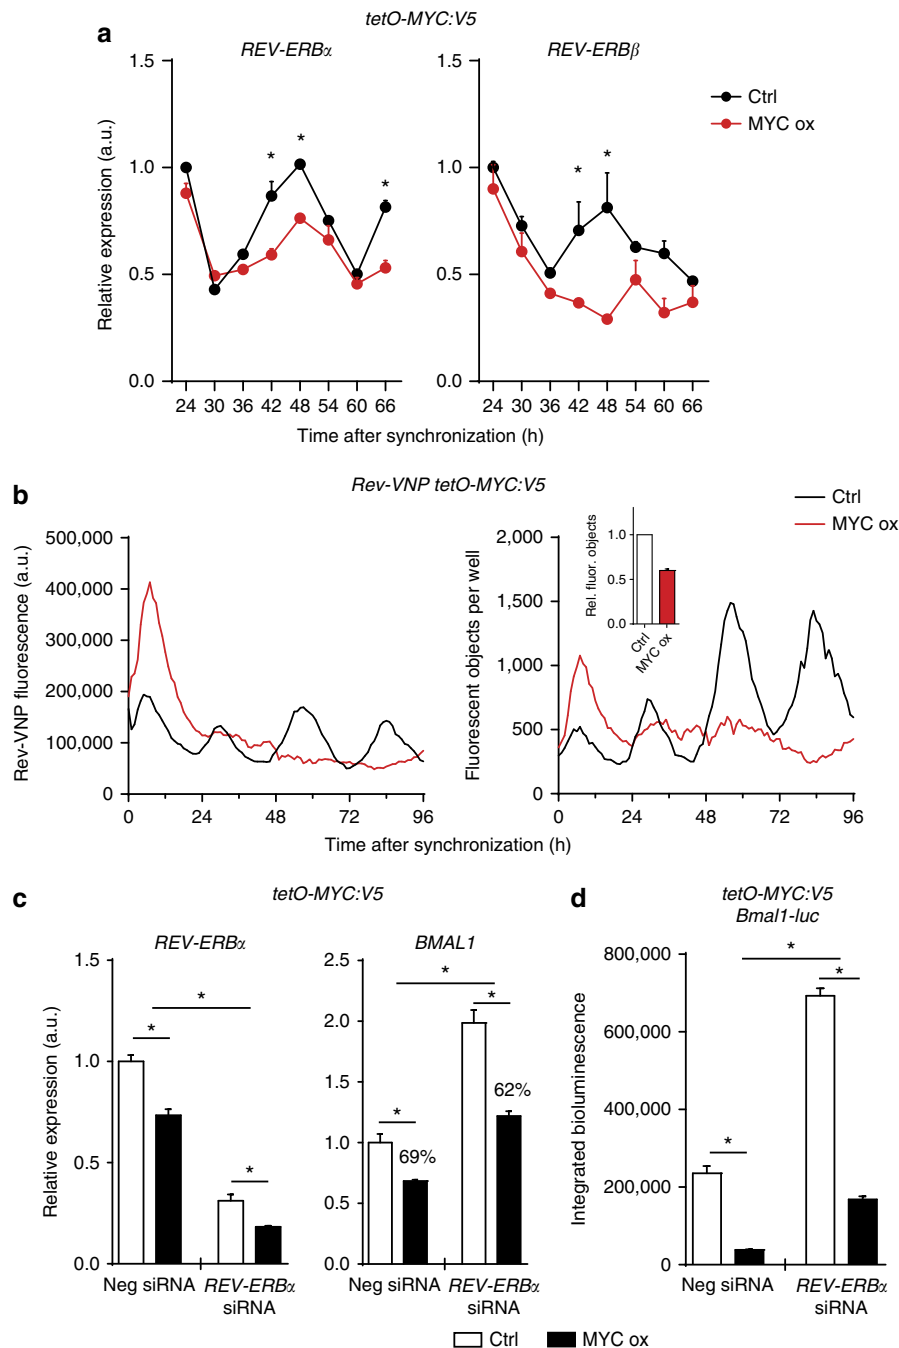 a
tetO-MYC:V5
REV-ERBα
REV-ERBβ
Ctrl
MYC ox
Relative expression (a.u.)
1.5
1.0
0.5
0.0
* * *
24 30 36 42 48 54 60 66
1.5
1.0
0.5
0.0
* *
24 30 36 42 48 54 60 66
Time after synchronization (h)
b
Rev-VNP tetO-MYC:V5
Ctrl
MYC ox
Rev-VNP fluorescence (a.u.)
500,000
400,000
300,000
200,000
100,000
0
0 24 48 72 96
Fluorescent objects per well
2,000
1,500
1,000
500
0
0 24 48 72 96
Rel. fluor. objects
1.0
0.5
0.0
Ctrl
MYC ox
Time after synchronization (h)
c
tetO-MYC:V5
REV-ERBα
BMAL1
Relative expression (a.u.)
1.5
1.0
0.5
0.0
* * *
Neg siRNA
REV-ERBα
siRNA
2.5
2.0
1.5
1.0
0.5
0.0
* * *
69%
62%
Neg siRNA
REV-ERBα
siRNA
d
tetO-MYC:V5
Bmal1-luc
Integrated bioluminescence
800,000
600,000
400,000
200,000
0
* * *
Neg siRNA
REV-ERBα
siRNA
Ctrl
MYC ox